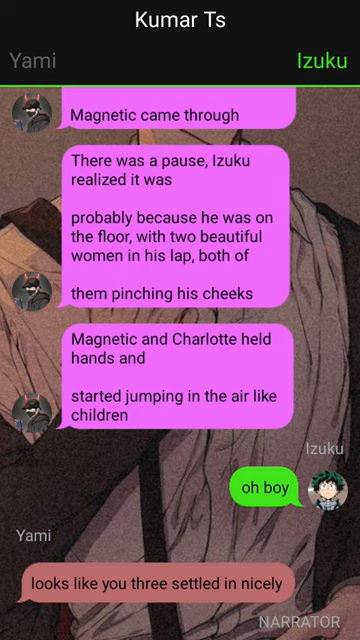 Kumar Ts
Yami
Izuku
Magnetic came through
There was a pause, Izuku
realized it was
probably because he was on
the floor, with two beautiful
women in his lap, both of
them pinching his cheeks
Magnetic and Charlotte held
hands and
started jumping in the air like
children
Izuku
oh boy
Yami
looks like you three settled in nicely
NARRATOR